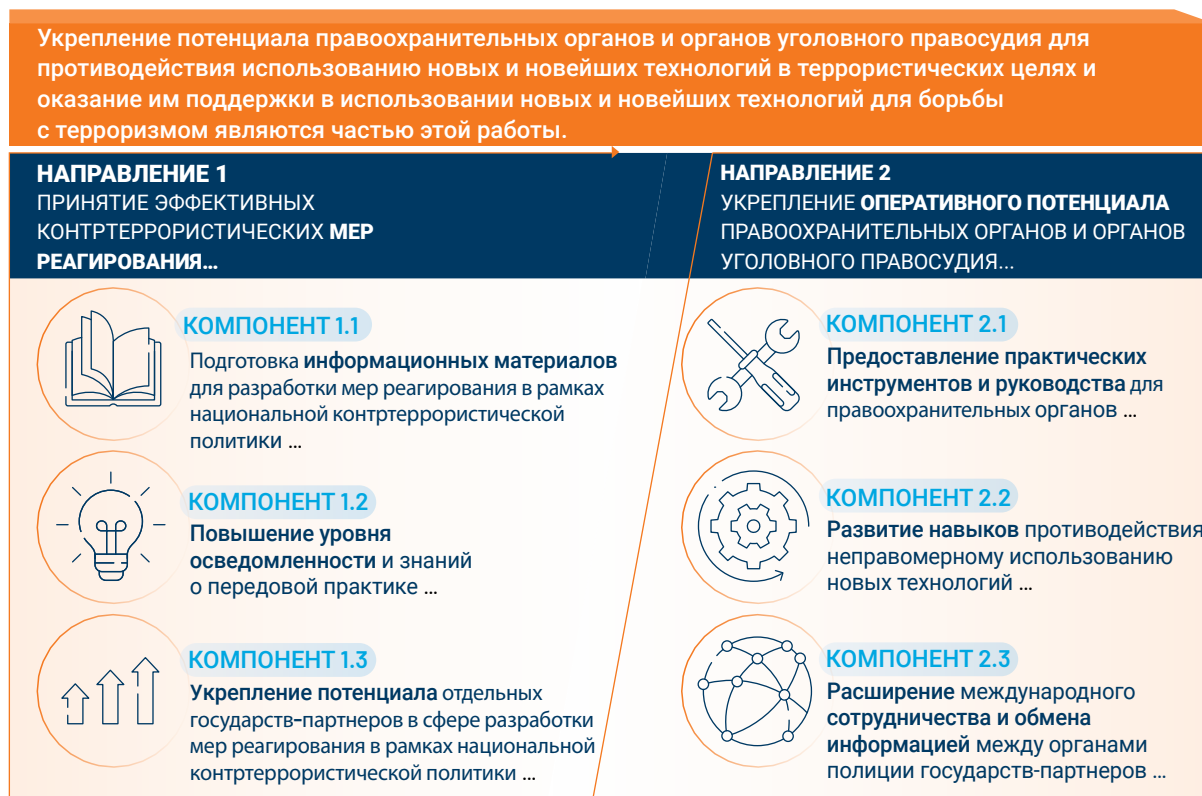 Укрепление потенциала правоохранительных органов и органов уголовного правосудия для
противодействия использованию новых и новейших технологий в террористических целях и
оказание им поддержки в использовании новых и новейших технологий для борьбы
с терроризмом являются частью этой работы.
НАПРАВЛЕНИЕ 1
ПРИНЯТИЕ ЭФФЕКТИВНЫХ
КОНТРТЕРРОРИСТИЧЕСКИХ МЕР
РЕАГИРОВАНИЯ...
КОМПОНЕНТ 1.1
Подготовка информационных материалов
для разработки мер реагирования в рамках
национальной контртеррористической
политики ...
КОМПОНЕНТ 1.2
Повышение уровня
осведомленности и знаний
о передовой практике ...
КОМПОНЕНТ 1.3
Укрепление потенциала отдельных
государств-партнеров в сфере разработки
мер реагирования в рамках национальной
контртеррористической политики ...
НАПРАВЛЕНИЕ 2
УКРЕПЛЕНИЕ ОПЕРАТИВНОГО ПОТЕНЦИАЛА
ПРАВООХРАНИТЕЛЬНЫХ ОРГАНОВ И ОРГАНОВ
УГОЛОВНОГО ПРАВОСУДИЯ...
КОМПОНЕНТ 2.1
Предоставление практических
инструментов и руководства для
правоохранительных органов ...
КОМПОНЕНТ 2.2
Развитие навыков противодействия
неправомерному использованию
новых технологий ...
КОМПОНЕНТ 2.3
Расширение международного
сотрудничества и обмена
информацией между органами
полиции государств-партнеров ...